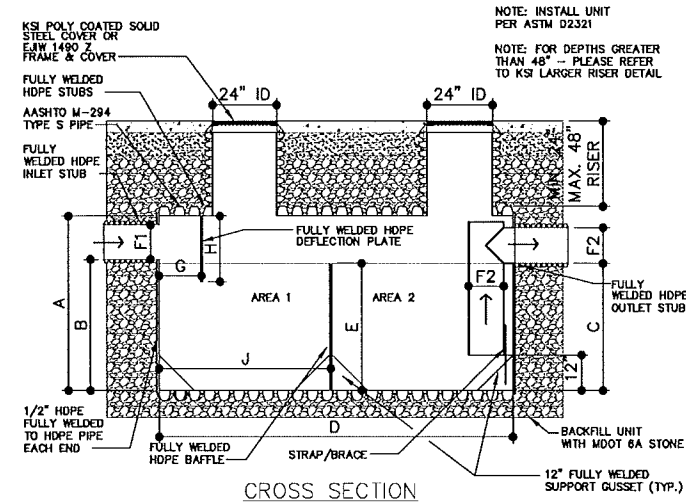 NOTE: INSTALL UNIT
PER ASTM D2321
KSI POLY COATED SOLID
STEEL COVER OR
EJIW 1490 Z
FRAME & COVER
NOTE: FOR DEPTHS GREATER
THAN 48" - PLEASE REFER
TO KSI LARGER RISER DETAIL
FULLY WELDED
HDPE STUBS
24" ID
24" ID
AASHTO M-294
TYPE S PIPE
FULLY
WELDED HDPE
INLET STUB
MIN. 24"
MAX. 48"
RISER
FULLY WELDED HDPE
DEFLECTION PLATE
F1
H
G
F2
F2
A
B
AREA 1
AREA 2
E
C
FULLY
WELDED HDPE
OUTLET STUB
J
12"
D
1/2" HDPE
FULLY WELDED
TO HDPE PIPE
EACH END
FULLY WELDED
HDPE BAFFLE
STRAP/BRACE
BACKFILL UNIT
WITH MDOT 6A STONE
12" FULLY WELDED
SUPPORT GUSSET (TYP.)
CROSS SECTION